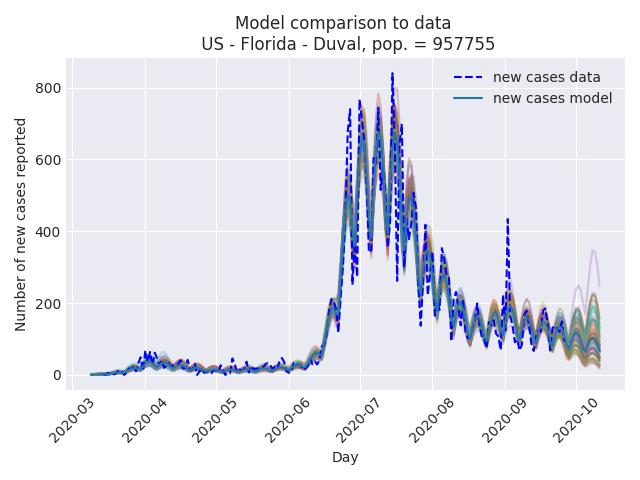 Model comparison to data
US - Florida - Duval, pop. = 957755
new cases data
new cases model
Number of new cases reported
800
600
400
200
0
2020-03
2020-04
2020-05
2020-06
2020-07
2020-08
2020-09
2020-10
Day